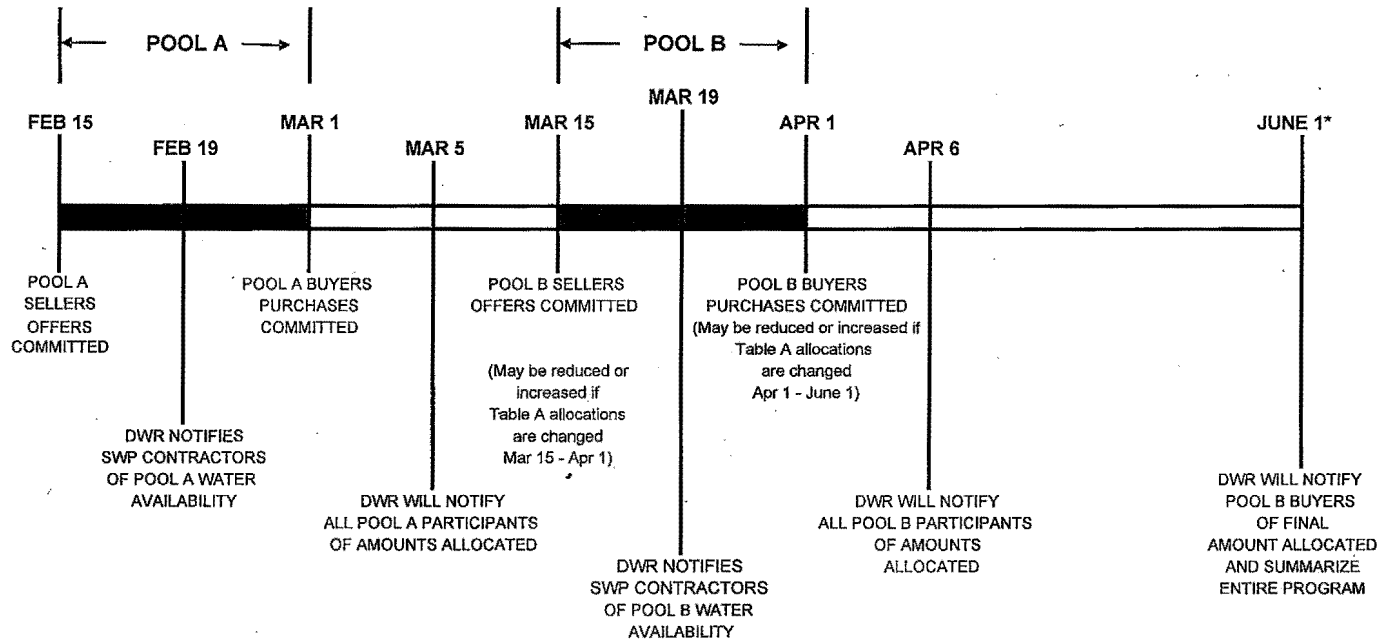 POOL A
POOL B
FEB 15
FEB 19
MAR 1
MAR 5
MAR 15
MAR 19
APR 1
APR 6
JUNE 1*
POOL A
SELLERS
OFFERS
COMMITTED
DWR NOTIFIES
SWP CONTRACTORS
OF POOL A WATER
AVAILABILITY
POOL A BUYERS
PURCHASES
COMMITTED
DWR WILL NOTIFY
ALL POOL A PARTICIPANTS
OF AMOUNTS ALLOCATED
POOL B SELLERS
OFFERS COMMITTED
(May be reduced or
increased if
Table A allocations
are changed
Mar 15 - Apr 1)
DWR NOTIFIES
SWP CONTRACTORS
OF POOL B WATER
AVAILABILITY
POOL B BUYERS
PURCHASES COMMITTED
(May be reduced or increased if
Table A allocations
are changed
Apr 1 - June 1)
DWR WILL NOTIFY
ALL POOL B PARTICIPANTS
OF AMOUNTS
ALLOCATED
DWR WILL NOTIFY
POOL B BUYERS
OF FINAL
AMOUNT ALLOCATED
AND SUMMARIZE
ENTIRE PROGRAM